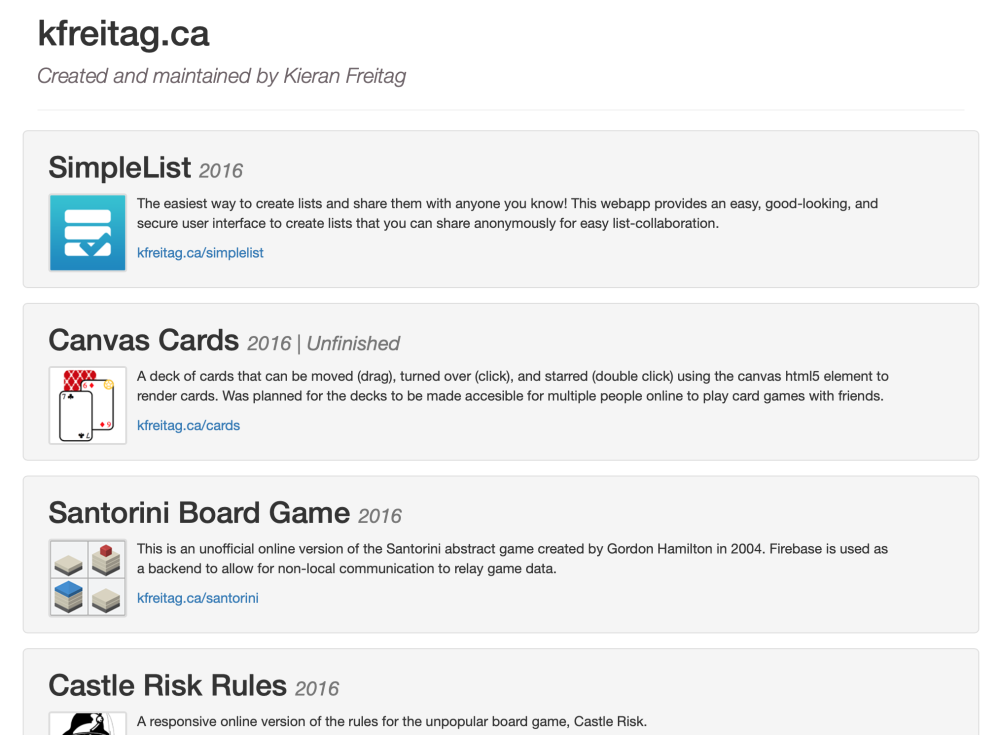 kfreitag.ca
Created and maintained by Kieran Freitag
SimpleList 2016
The easiest way to create lists and share them with anyone you know! This webapp provides an easy, good-looking, and
secure user interface to create lists that you can share anonymously for easy list-collaboration.
kfreitag.ca/simplelist
Canvas Cards 2016 | Unfinished
A deck of cards that can be moved (drag), turned over (click), and starred (double click) using the canvas html5 element to
render cards. Was planned for the decks to be made accesible for multiple people online to play card games with friends.
6
7
6
7
kfreitag.ca/cards
Santorini Board Game 2016
This is an unofficial online version of the Santorini abstract game created by Gordon Hamilton in 2004. Firebase is used as
a backend to allow for non-local communication to relay game data.
kfreitag.ca/santorini
Castle Risk Rules 2016
A responsive online version of the rules for the unpopular board game, Castle Risk.